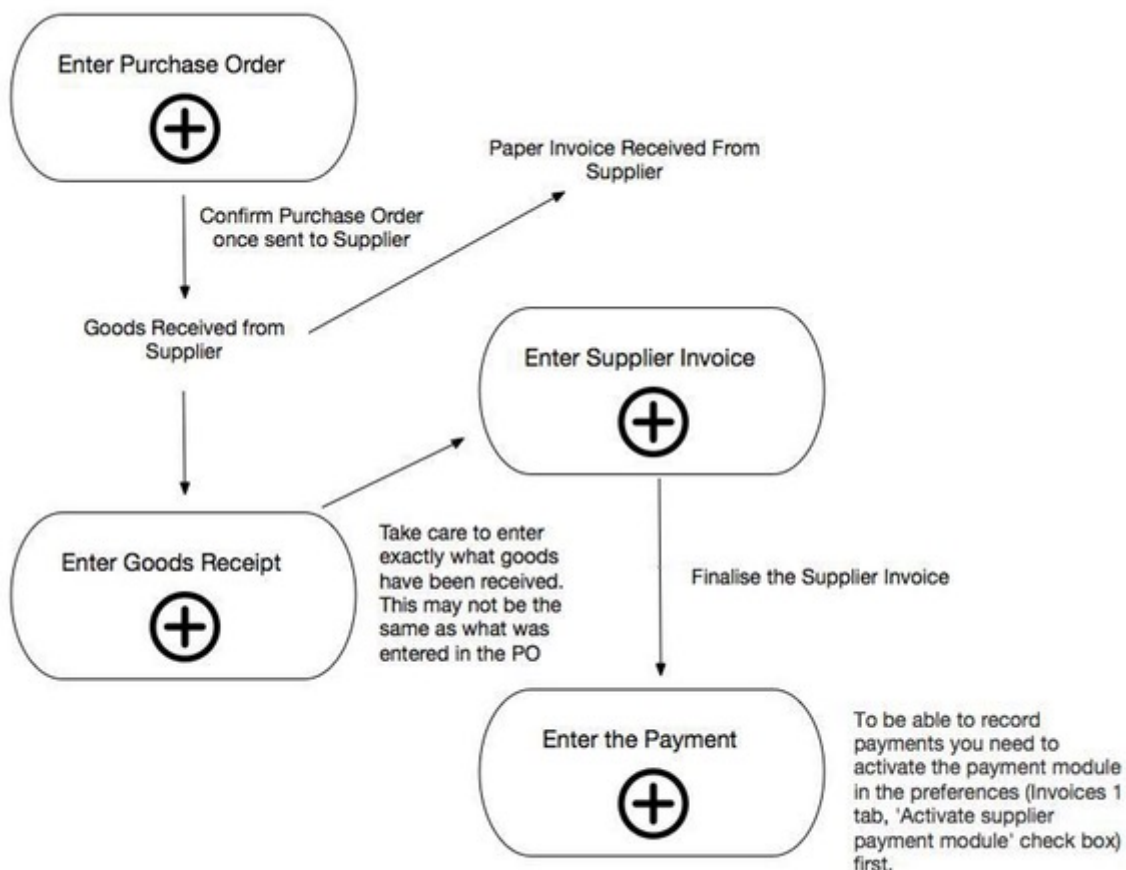 Enter Purchase Order
Paper Invoice Received From
Supplier
Confirm Purchase Order
once sent to Supplier
Goods Received from
Supplier
Enter Supplier Invoice
Enter Goods Receipt
Take care to enter
exactly what goods
have been received.
This may not be the
same as what was
entered in the PO
Finalise the Supplier Invoice
Enter the Payment
To be able to record
payments you need to
activate the payment module
in the preferences (Invoices 1
tab, 'Activate supplier
payment module' check box)
first.